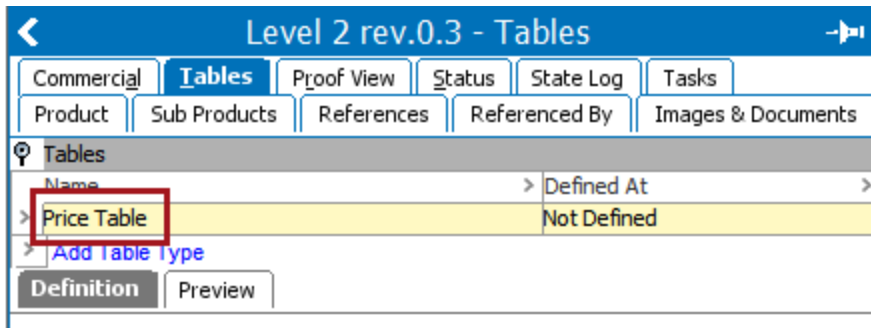 Level 2 rev.0.3 - Tables
Commercial Tables Proof View Status State Log Tasks
Product Sub Products References Referenced By Images & Documents
Tables
Name > Defined At >
> Price Table Not Defined
> Add Table Type
Definition Preview